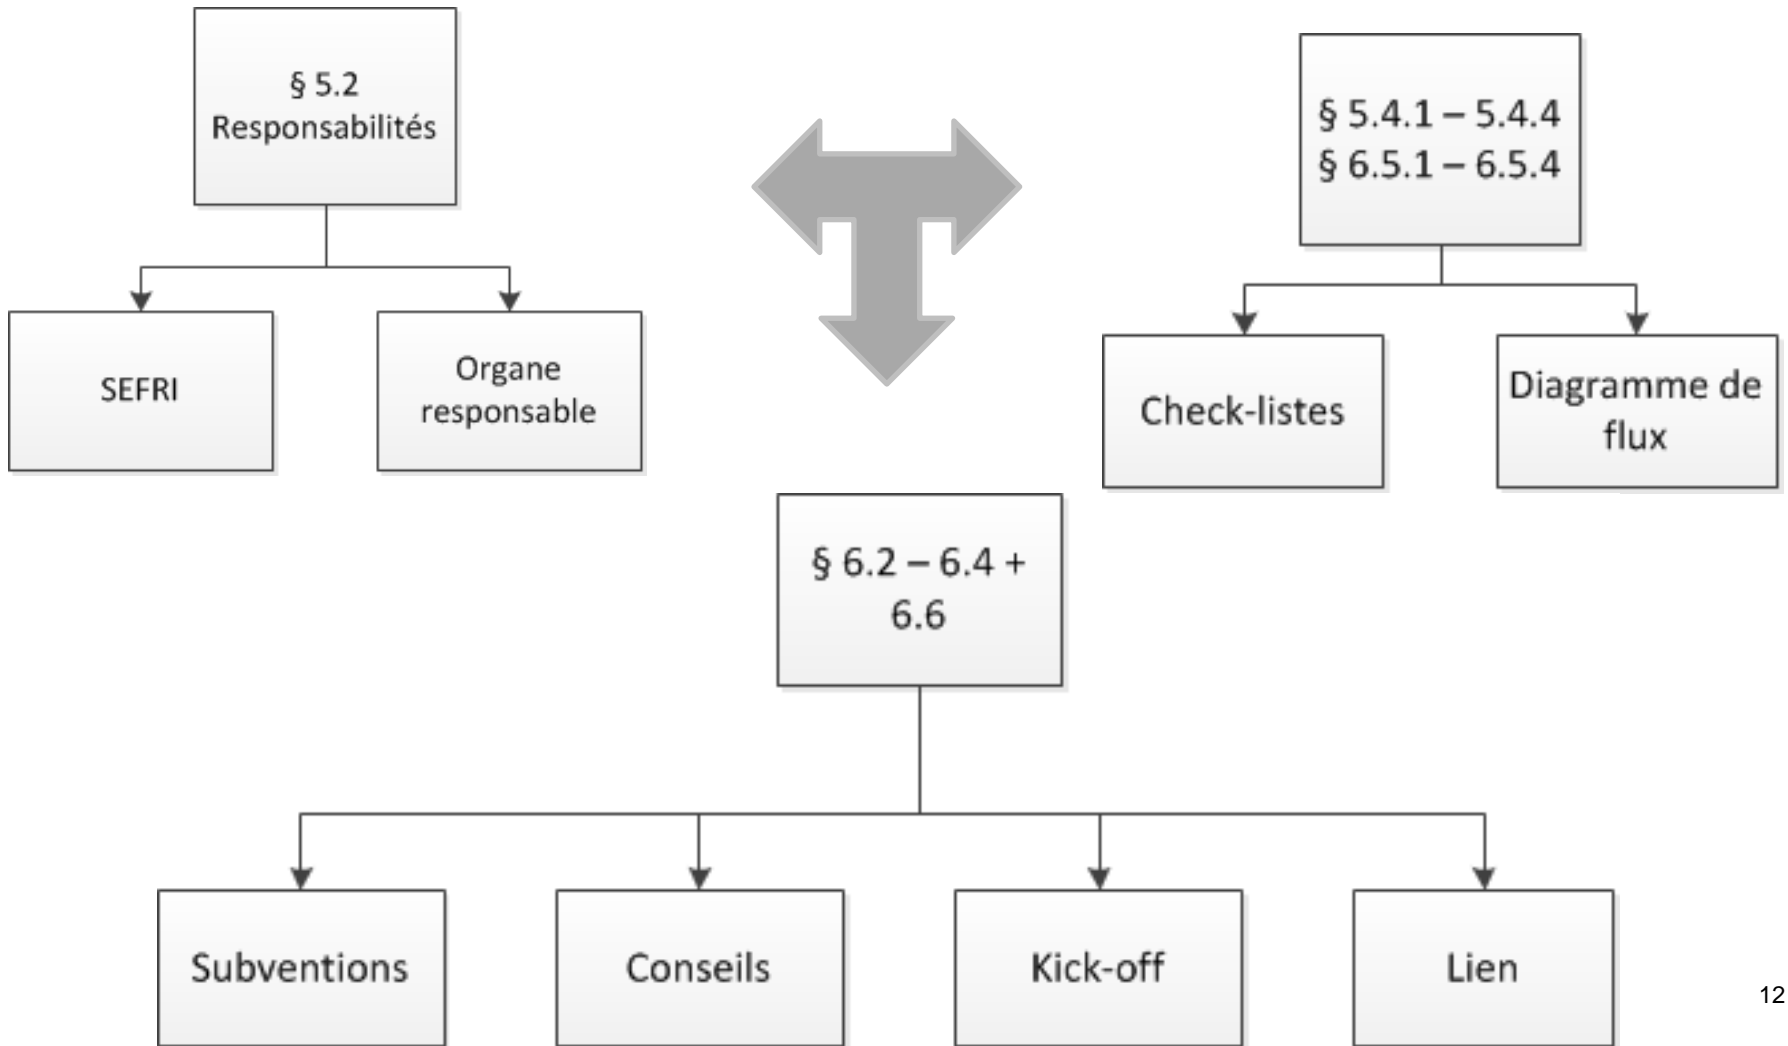 § 5.2
Responsabilités
SEFRI
Organe
responsable
§ 5.4.1 – 5.4.4
§ 6.5.1 – 6.5.4
Check-listes
Diagramme de
flux
§ 6.2 – 6.4 +
6.6
Subventions
Conseils
Kick-off
Lien
12